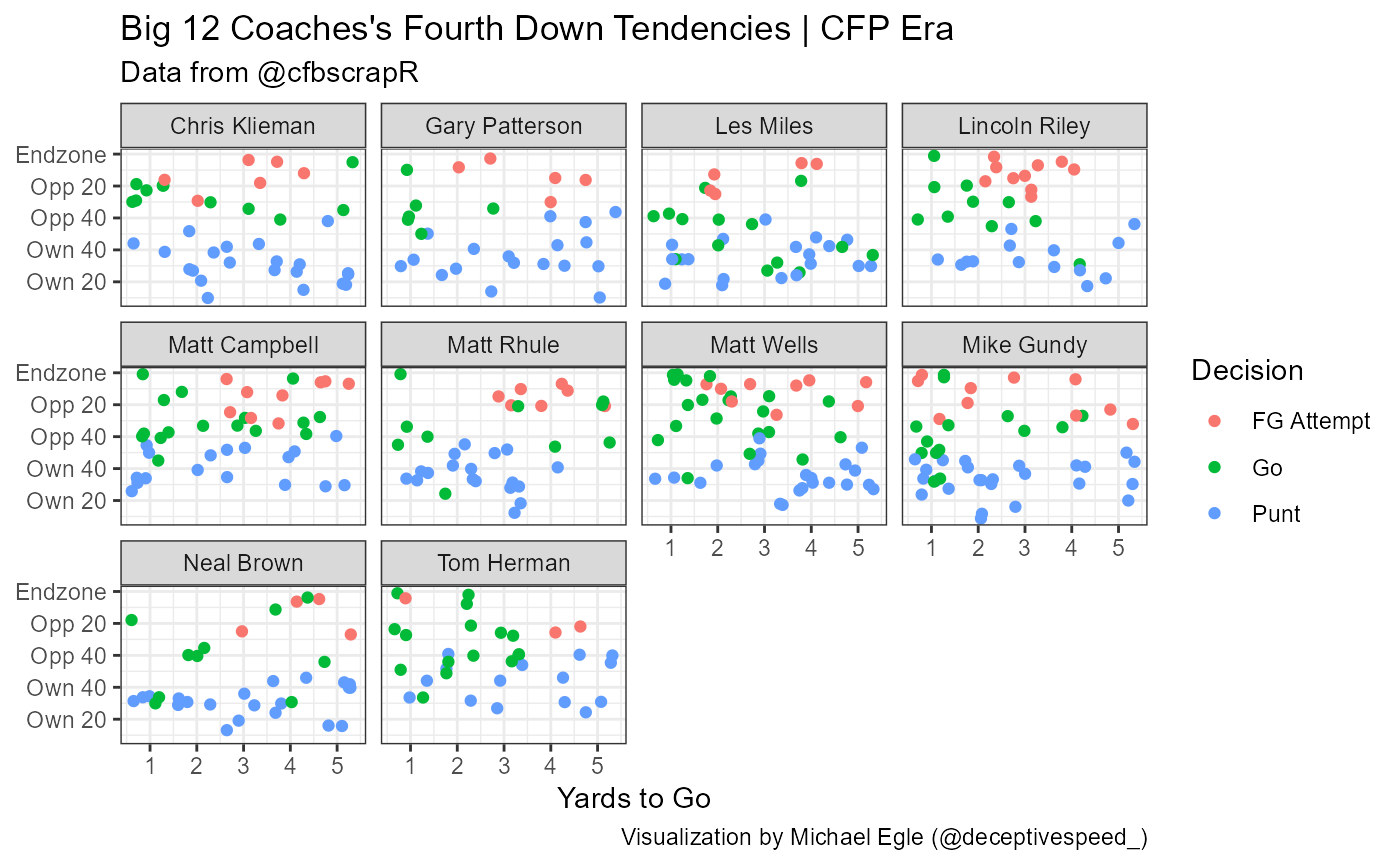 Big 12 Coaches's Fourth Down Tendencies | CFP Era
Data from @cfbscrapR
Chris Klieman Gary Patterson Les Miles Lincoln Riley
Endzone
Opp 20
Opp 40
Own 40
Own 20
Matt Campbell Matt Rhule Matt Wells Mike Gundy
Endzone
Opp 20
Opp 40
Own 40
Own 20
1 2 3 4 5 1 2 3 4 5
Neal Brown Tom Herman
Endzone
Opp 20
Opp 40
Own 40
Own 20
1 2 3 4 5 1 2 3 4 5
Yards to Go
Decision
FG Attempt
Go
Punt
Visualization by Michael Egle (@deceptivespeed_)